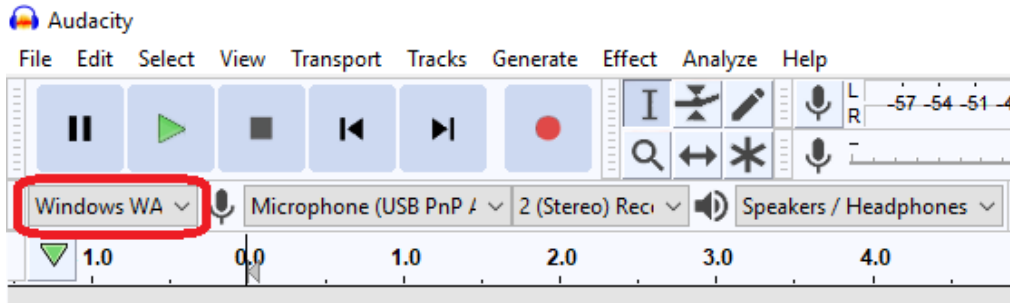 Audacity
File Edit Select View Transport Tracks Generate Effect Analyze Help
L -57 -54 -51
R
Windows WA Microphone (USB PnP 2 (Stereo) Speakers / Headphones
1.0 0.0 1.0 2.0 3.0 4.0